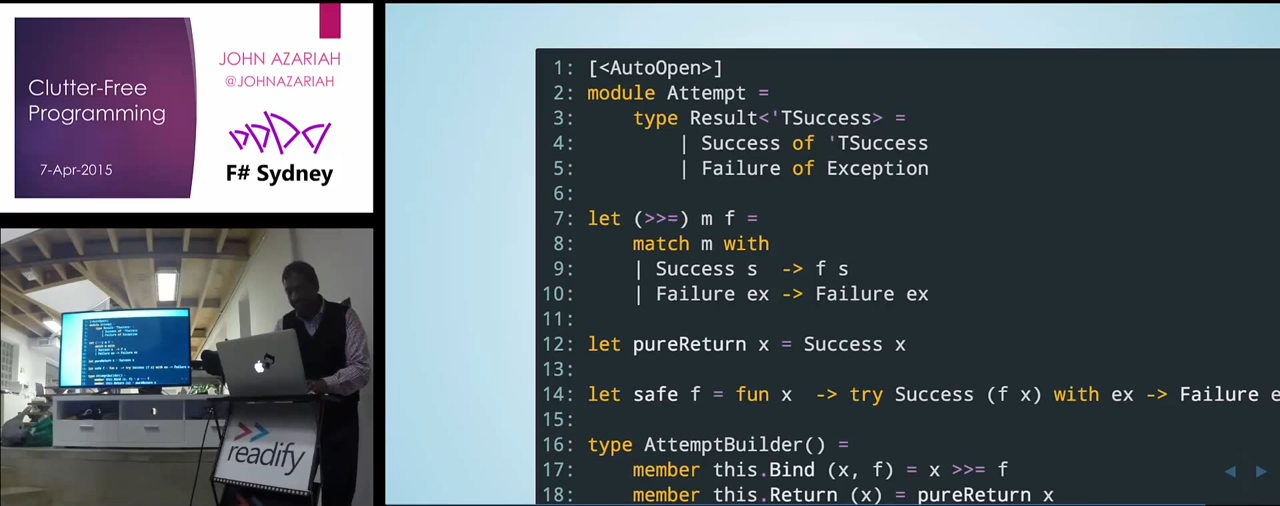 Clutter-Free
Programming
7-Apr-2015
JOHN AZARIAH
@JOHNAZARIAH
F# Sydney
readify
1: [<AutoOpen>]
2: module Attempt =
3:     type Result<'TSuccess> =
4:         | Success of 'TSuccess
5:         | Failure of Exception
6:
7: let (>>=) m f =
8:     match m with
9:     | Success s  -> f s
10:     | Failure ex -> Failure ex
11:
12: let pureReturn x = Success x
13:
14: let safe f = fun x  -> try Success (f x) with ex -> Failure e
15:
16: type AttemptBuilder() =
17:     member this.Bind (x, f) = x >>= f
18:     member this.Return (x) = pureReturn x